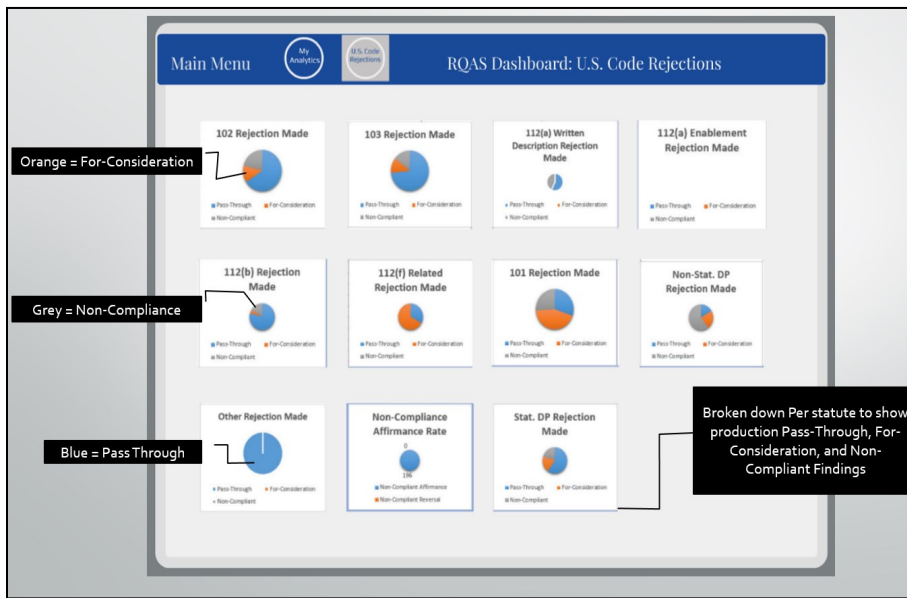 Main Menu
My
Analytics
U.S. Code
Rejections
RQAS Dashboard: U.S. Code Rejections
Orange = For-Consideration
102 Rejection Made
Pass-Through For-Consideration
Non-Compliant
103 Rejection Made
Pass-Through For-Consideration
Non-Compliant
112(a) Written
Description Rejection
Made
Pass-Through For-Consideration
Non-Compliant
112(a) Enablement
Rejection Made
Pass-Through For-Consideration
Non-Compliant
Grey = Non-Compliance
112(b) Rejection
Made
Pass-Through For-Consideration
Non-Compliant
112(f) Related
Rejection Made
Pass-Through For-Consideration
Non-Compliant
101 Rejection Made
Pass-Through For-Consideration
Non-Compliant
Non-Stat. DP
Rejection Made
Pass-Through For-Consideration
Non-Compliant
Blue = Pass Through
Other Rejection Made
Pass-Through For-Consideration
Non-Compliant
Non-Compliance
Affirmance Rate
0
196
Non-Compliant Affirmance
Non-Compliant Reversal
Stat. DP Rejection
Made
Pass-Through For-Consideration
Non-Compliant
Broken down Per statute to show
production Pass-Through, For-
Consideration, and Non-
Compliant Findings